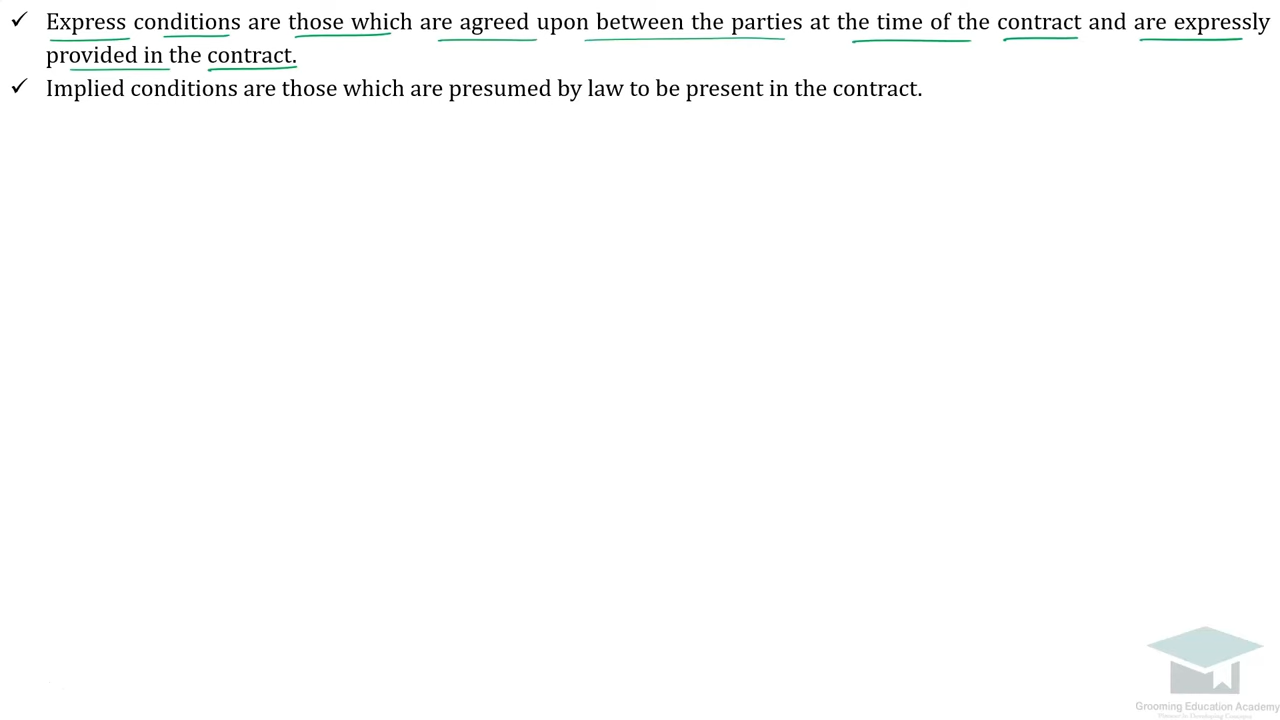 ✓ Express conditions are those which are agreed upon between the parties at the time of the contract and are expressly
provided in the contract.
✓ Implied conditions are those which are presumed by law to be present in the contract.
Grooming Education Academy